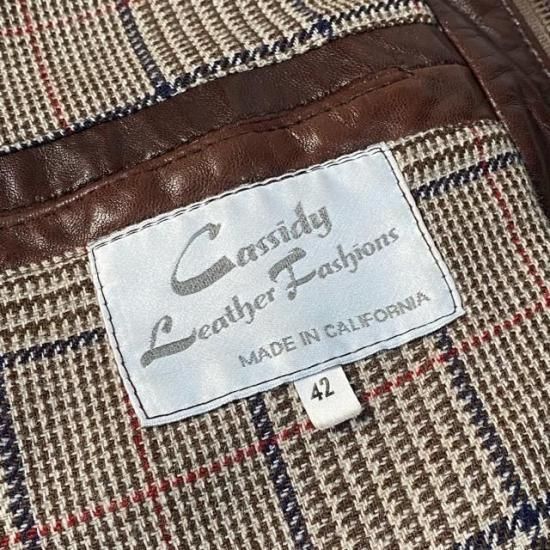 Cassidy
Leather Fashions
MADE IN CALIFORNIA
42